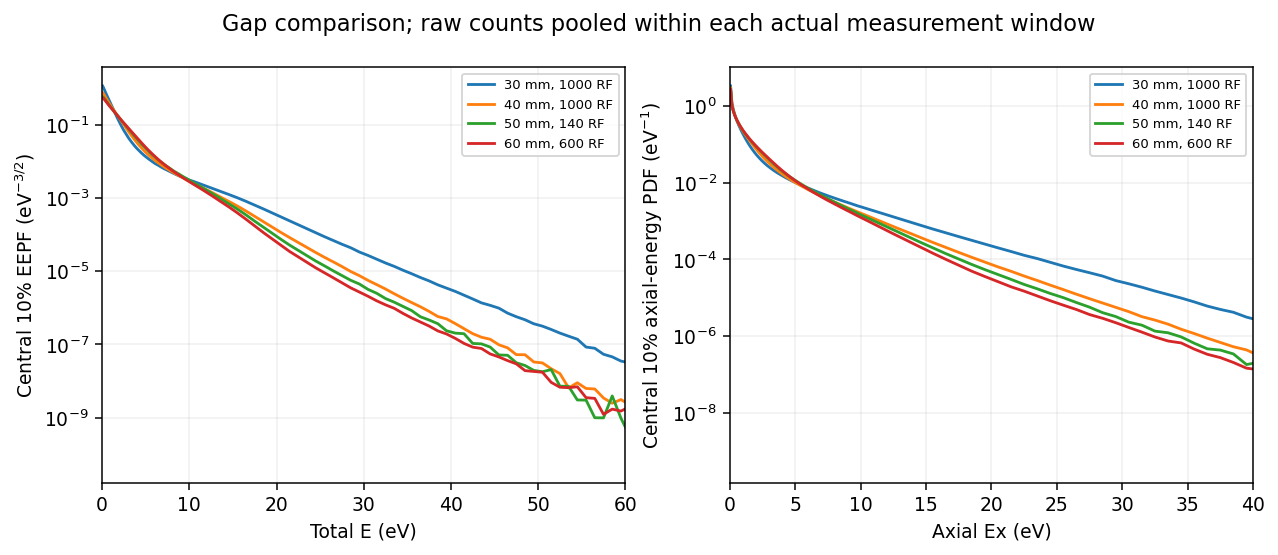 Gap comparison; raw counts pooled within each actual measurement window
Central 10% EEPF (eV^{-3/2})
10^{-1}
10^{-3}
10^{-5}
10^{-7}
10^{-9}
30 mm, 1000 RF
40 mm, 1000 RF
50 mm, 140 RF
60 mm, 600 RF
0 10 20 30 40 50 60
Total E (eV)
Central 10% axial-energy PDF (eV^{-1})
10^{0}
10^{-2}
10^{-4}
10^{-6}
10^{-8}
30 mm, 1000 RF
40 mm, 1000 RF
50 mm, 140 RF
60 mm, 600 RF
0 5 10 15 20 25 30 35 40
Axial Ex (eV)